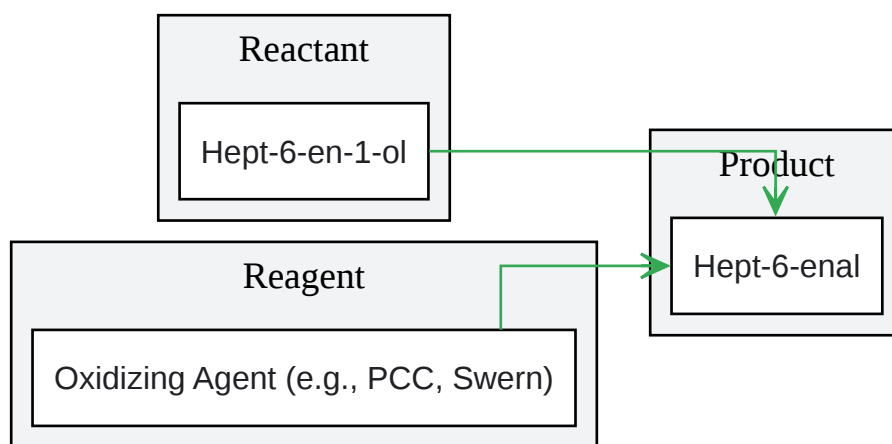 Reactant
Hept-6-en-1-ol
Product
Hept-6-enal
Reagent
Oxidizing Agent (e.g., PCC, Swern)